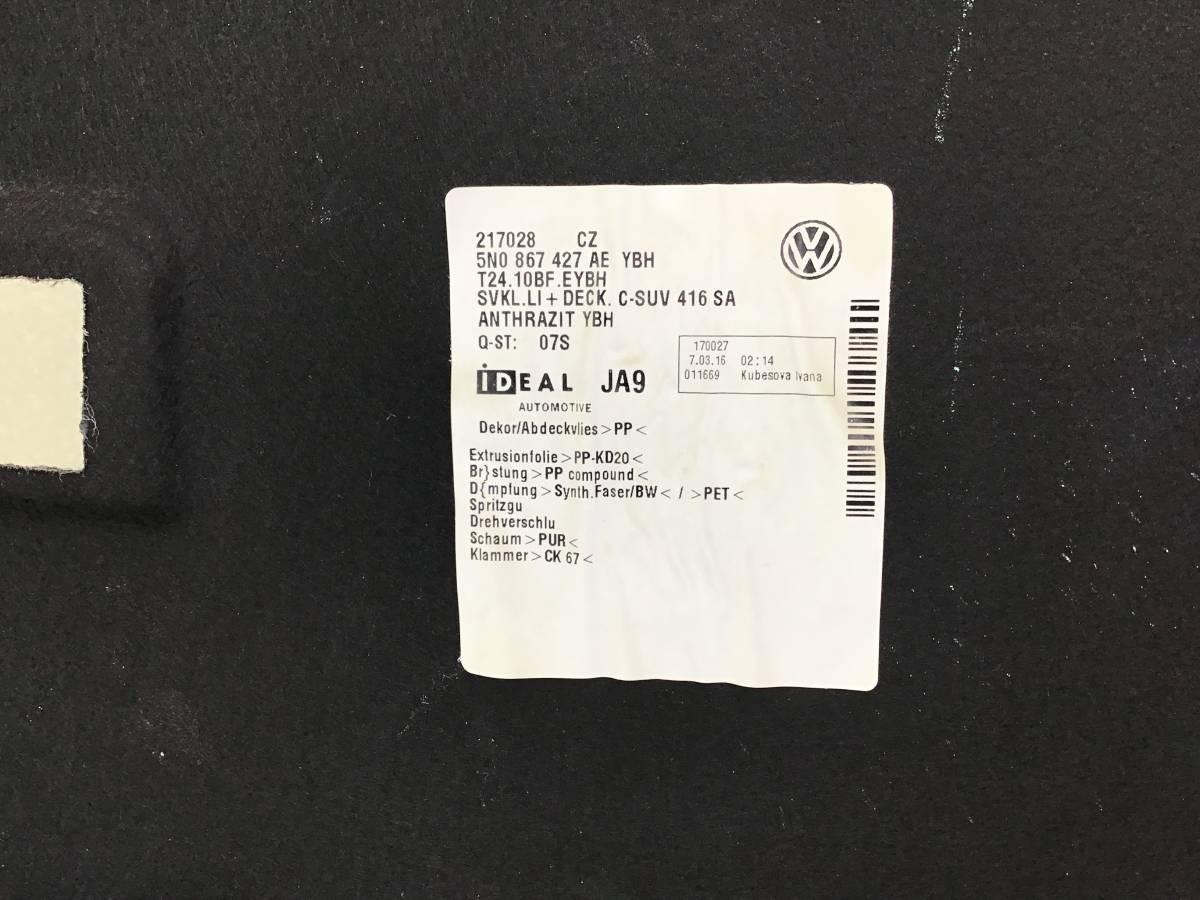 217028 CZ
5N0 867 427 AE YBH
T24.10BF.EYBH
SVKL.LI + DECK. C-SUV 416 SA
ANTHRAZIT YBH
Q-ST: 07S
VW
170027
7.03.16 02:14
011669 Kubesova Ivana
iDEAL JA9
AUTOMOTIVE
Dekor/Abdeckvlies >PP<
Extrusionfolie >PP-KD20<
Br}stung >PP compound<
D{mpfung >Synth.Faser/BW< / >PET<
Spritzgu
Drehverschlu
Schaum >PUR<
Klammer >CK 67<